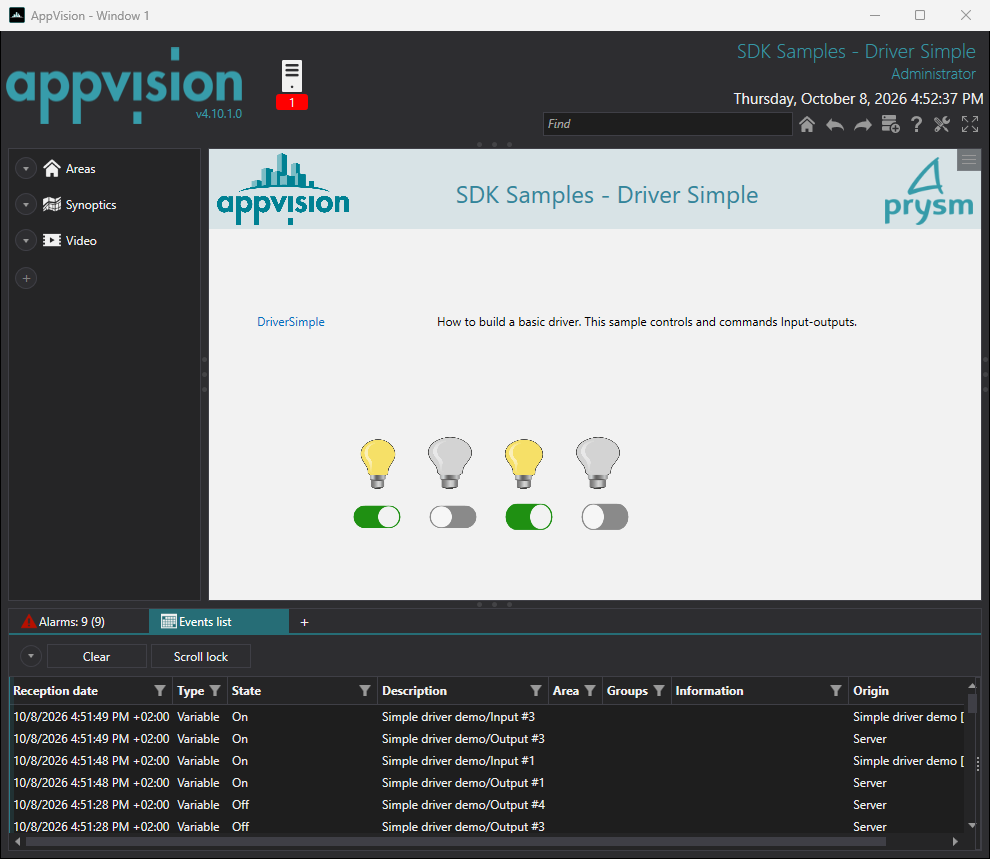 AppVision - Window 1
appvision
v4.10.1.0
1
SDK Samples - Driver Simple
Administrator
Thursday, October 8, 2026 4:52:37 PM
Find
?
Areas
Synoptics
Video
+
appvision
SDK Samples - Driver Simple
prysm
DriverSimple
How to build a basic driver. This sample controls and commands Input-outputs.
Alarms: 9 (9)
Events list
+
Clear
Scroll lock
Reception date Type State Description Area Groups Information Origin
10/8/2026 4:51:49 PM +02:00 Variable On Simple driver demo/Input #3 Simple driver demo [
10/8/2026 4:51:49 PM +02:00 Variable On Simple driver demo/Output #3 Server
10/8/2026 4:51:48 PM +02:00 Variable On Simple driver demo/Input #1 Simple driver demo [
10/8/2026 4:51:48 PM +02:00 Variable On Simple driver demo/Output #1 Server
10/8/2026 4:51:28 PM +02:00 Variable Off Simple driver demo/Output #4 Server
10/8/2026 4:51:28 PM +02:00 Variable Off Simple driver demo/Output #3 Server